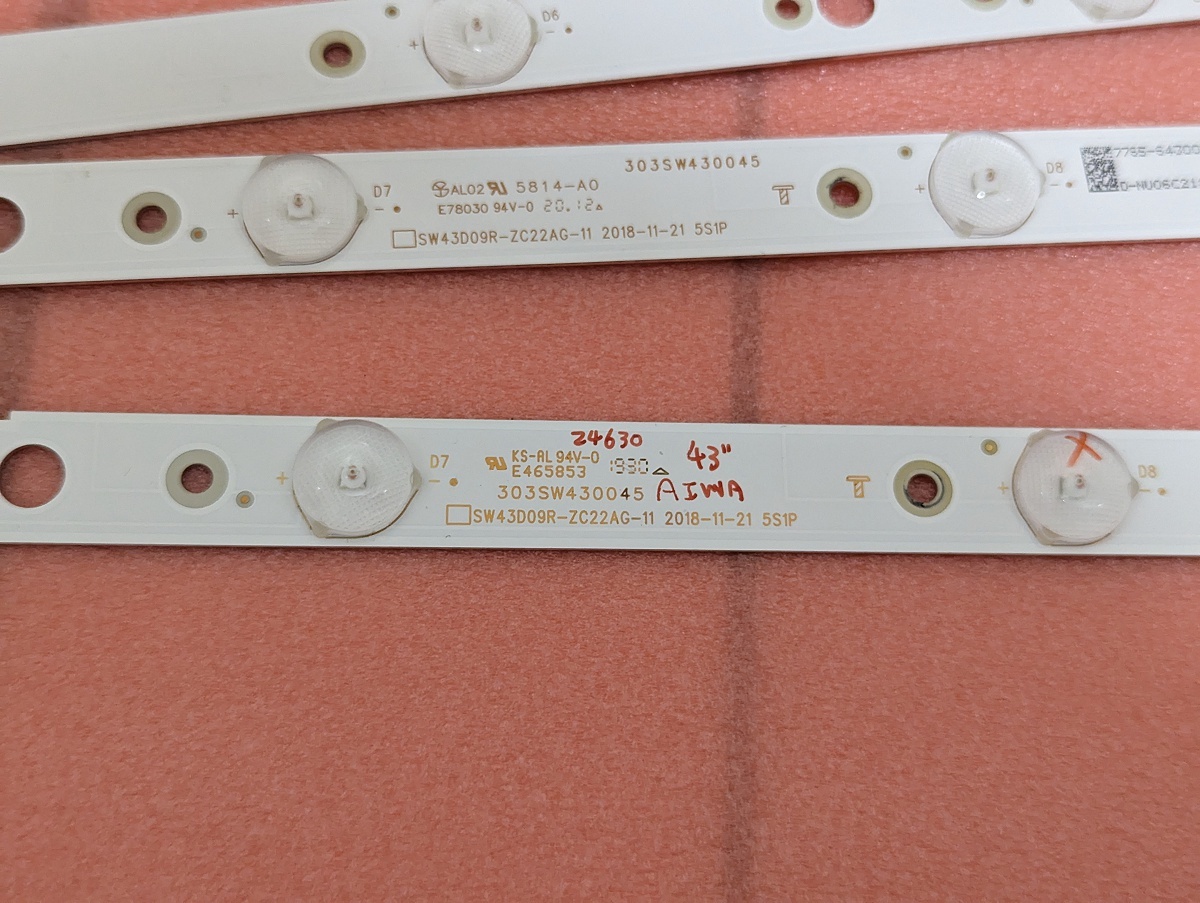 D6
+ -
303SW430045
D7
AL02 5814-A0
E78030 94V-0 20.12
SW43D09R-ZC22AG-11 2018-11-21 5S1P
+ -
D8
+ -
24630
KS-AL 94V-0
E465853 1930
43"
303SW430045 AIWA
SW43D09R-ZC22AG-11 2018-11-21 5S1P
D7
+ -
X
D8
+ -